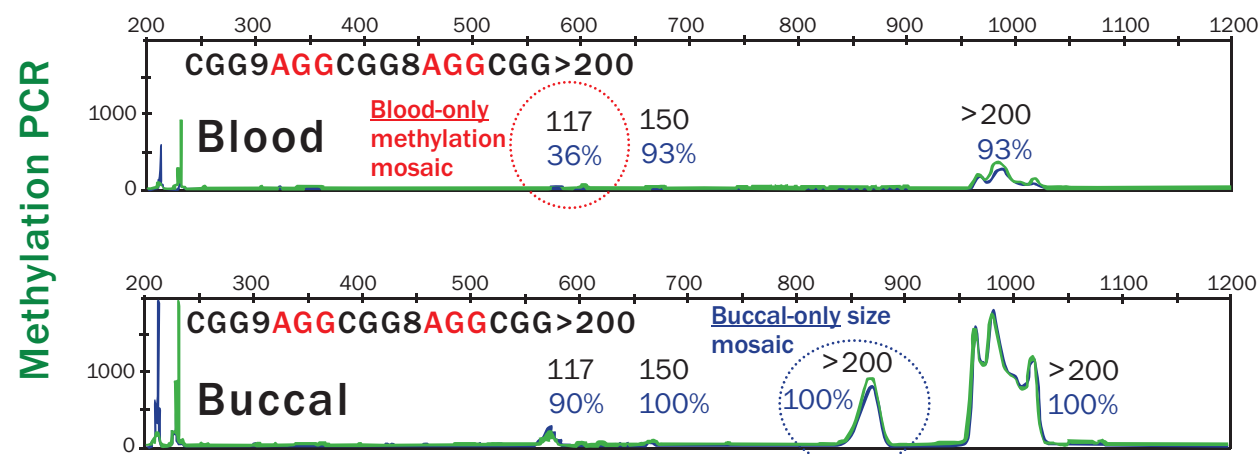 Methylation PCR
200 300 400 500 600 700 800 900 1000 1100 1200
CGG9AGGCGG8AGGCGG>200
1000
0
Blood
Blood-only
methylation
mosaic
117
36%
150
93%
>200
93%
200 300 400 500 600 700 800 900 1000 1100 1200
CGG9AGGCGG8AGGCGG>200
1000
0
Buccal
117
90%
150
100%
Buccal-only size
mosaic
>200
100%
>200
100%